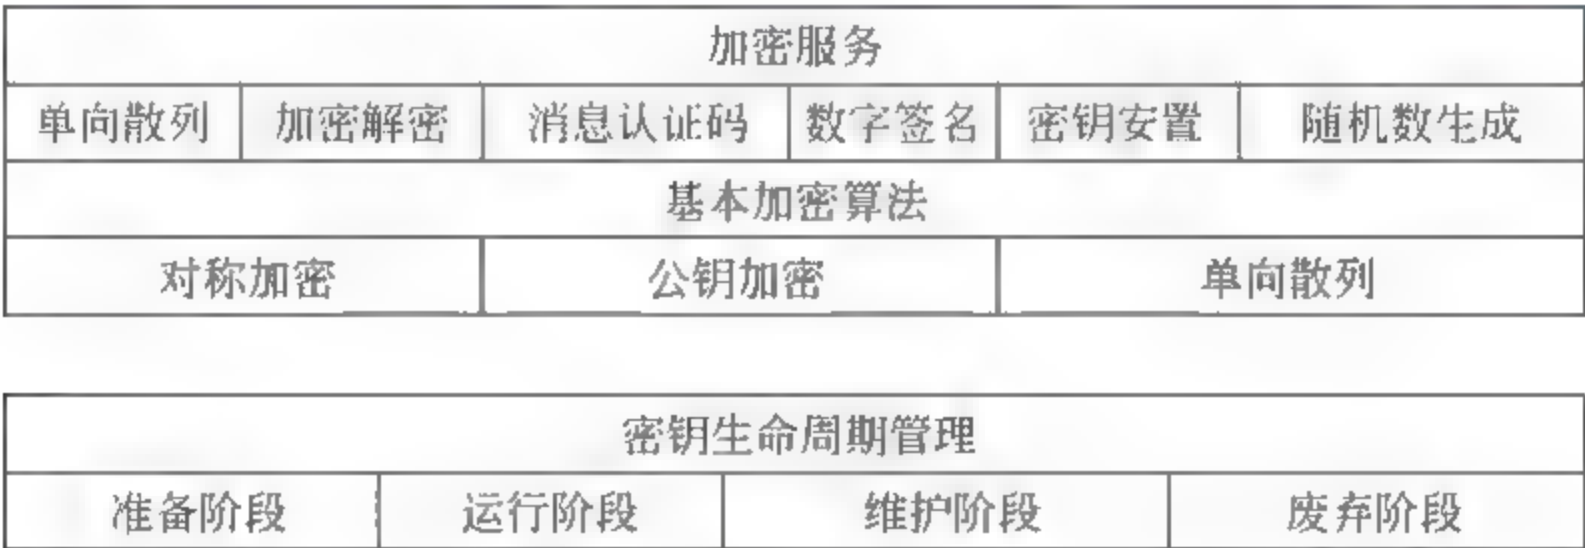 加密服务
单向散列 加密解密 消息认证码 数字签名 密钥安置 随机数生成
基本加密算法
对称加密 公钥加密 单向散列
密钥生命周期管理
准备阶段 运行阶段 维护阶段 废弃阶段